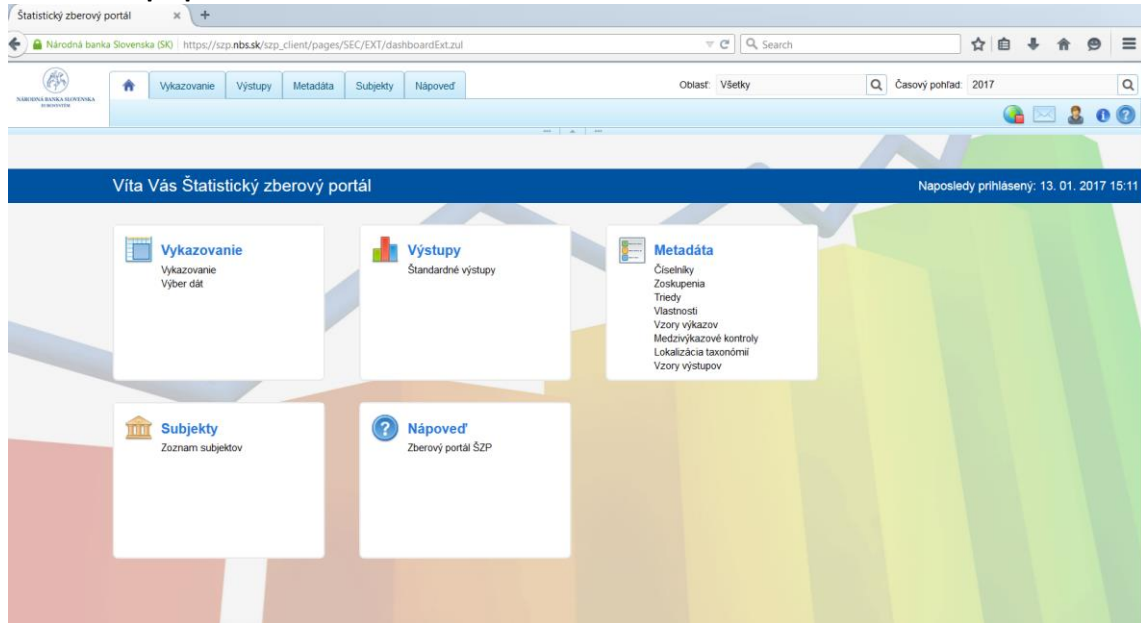 Štatistický zberový portál
Národná banka Slovenska (SK) https://szp.nbs.sk/szp_client/pages/SEC/EXT/dashboardExt.zul
Search
NÁRODNÁ BANKA SLOVENSKA
EUROSYSTÉM
Vykazovanie Výstupy Metadáta Subjekty Nápoveď
Oblasť: Všetky
Časový pohľad: 2017
Víta Vás Štatistický zberový portál
Naposledy prihlásený: 13. 01. 2017 15:11
Vykazovanie
Vykazovanie
Výber dát
Výstupy
Štandardné výstupy
Metadáta
Číselníky
Zoskupenia
Triedy
Vlastnosti
Vzory výkazov
Medzivýkazové kontroly
Lokalizácia taxonómií
Vzory výstupov
Subjekty
Zoznam subjektov
Nápoveď
Zberový portál ŠZP